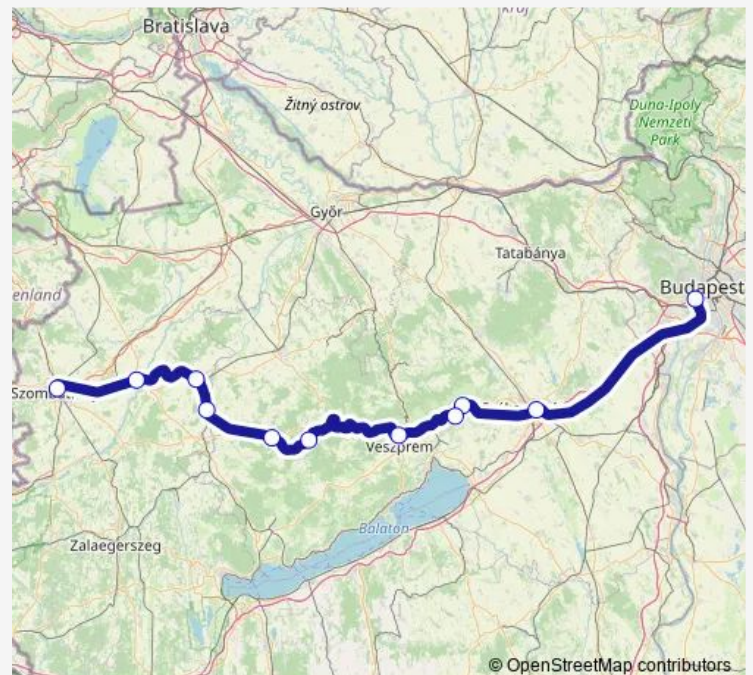 Bratislava
Žitný ostrov
Duna-Ipoly
Nemzeti
Park
Győr
Tatabánya
Budapest
enland
Veszprém
Balaton
Zalaegerszeg
© OpenStreetMap contributors